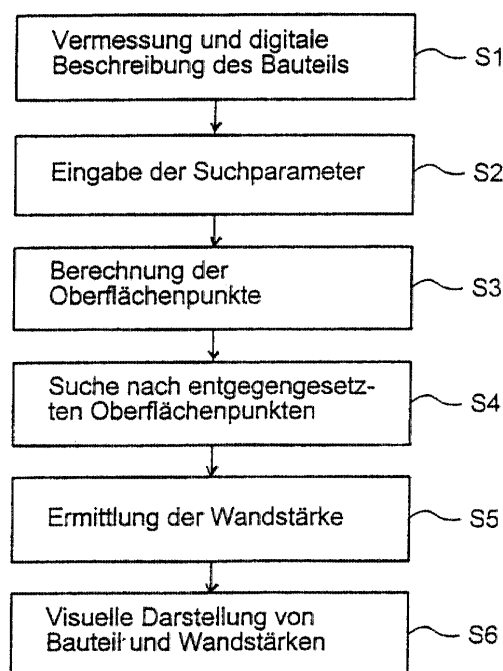 Vermessung und digitale
Beschreibung des Bauteils
S1
Eingabe der Suchparameter
S2
Berechnung der
Oberflächenpunkte
S3
Suche nach entgegengesetz-
ten Oberflächenpunkten
S4
Ermittlung der Wandstärke
S5
Visuelle Darstellung von
Bauteil und Wandstärken
S6